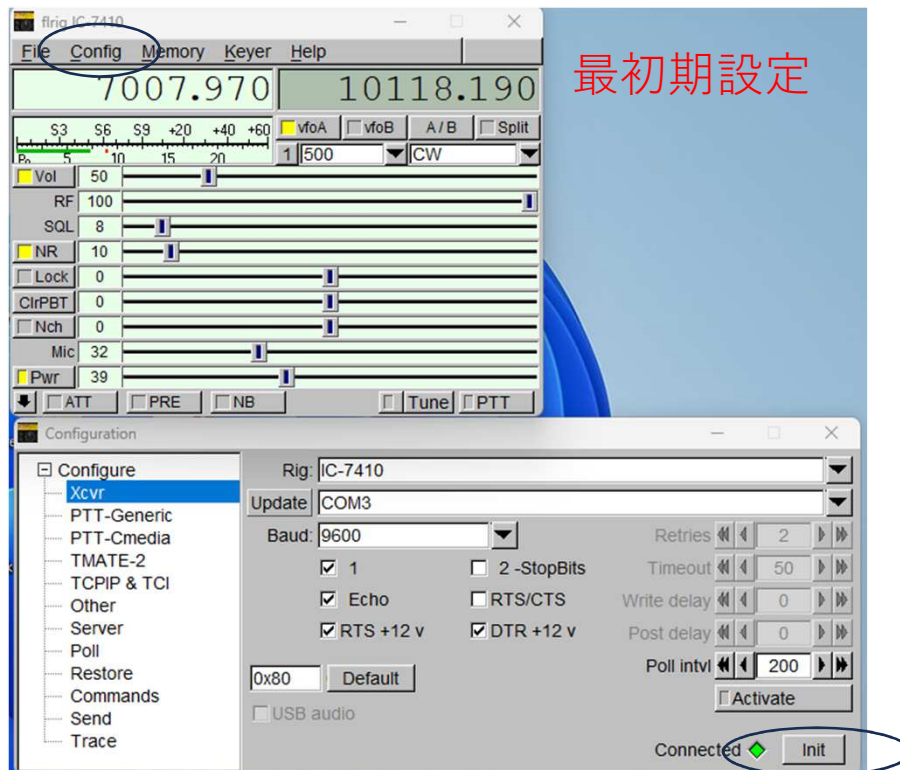 flrig IC-7410
File Config Memory Keyer Help
最初期設定
7007.970 10118.190
S3 S6 S9 +20 +40 +60
Po 5 10 15 20
vfoA vfoB A/B Split
1 500 CW
Vol 50
RF 100
SQL 8
NR 10
Lock 0
ClrPBT 0
Nch 0
Mic 32
Pwr 39
ATT PRE NB Tune PTT
Configuration
Configure
Xcvr
PTT-Generic
PTT-Cmedia
TMATE-2
TCPIP & TCI
Other
Server
Poll
Restore
Commands
Send
Trace
Rig: IC-7410
Update COM3
Baud: 9600
Retries 2
1 2 -StopBits
Timeout 50
Echo RTS/CTS
Write delay 0
RTS +12 v DTR +12 v
Post delay 0
Poll intvl 200
0x80 Default
Activate
USB audio
Connected Init